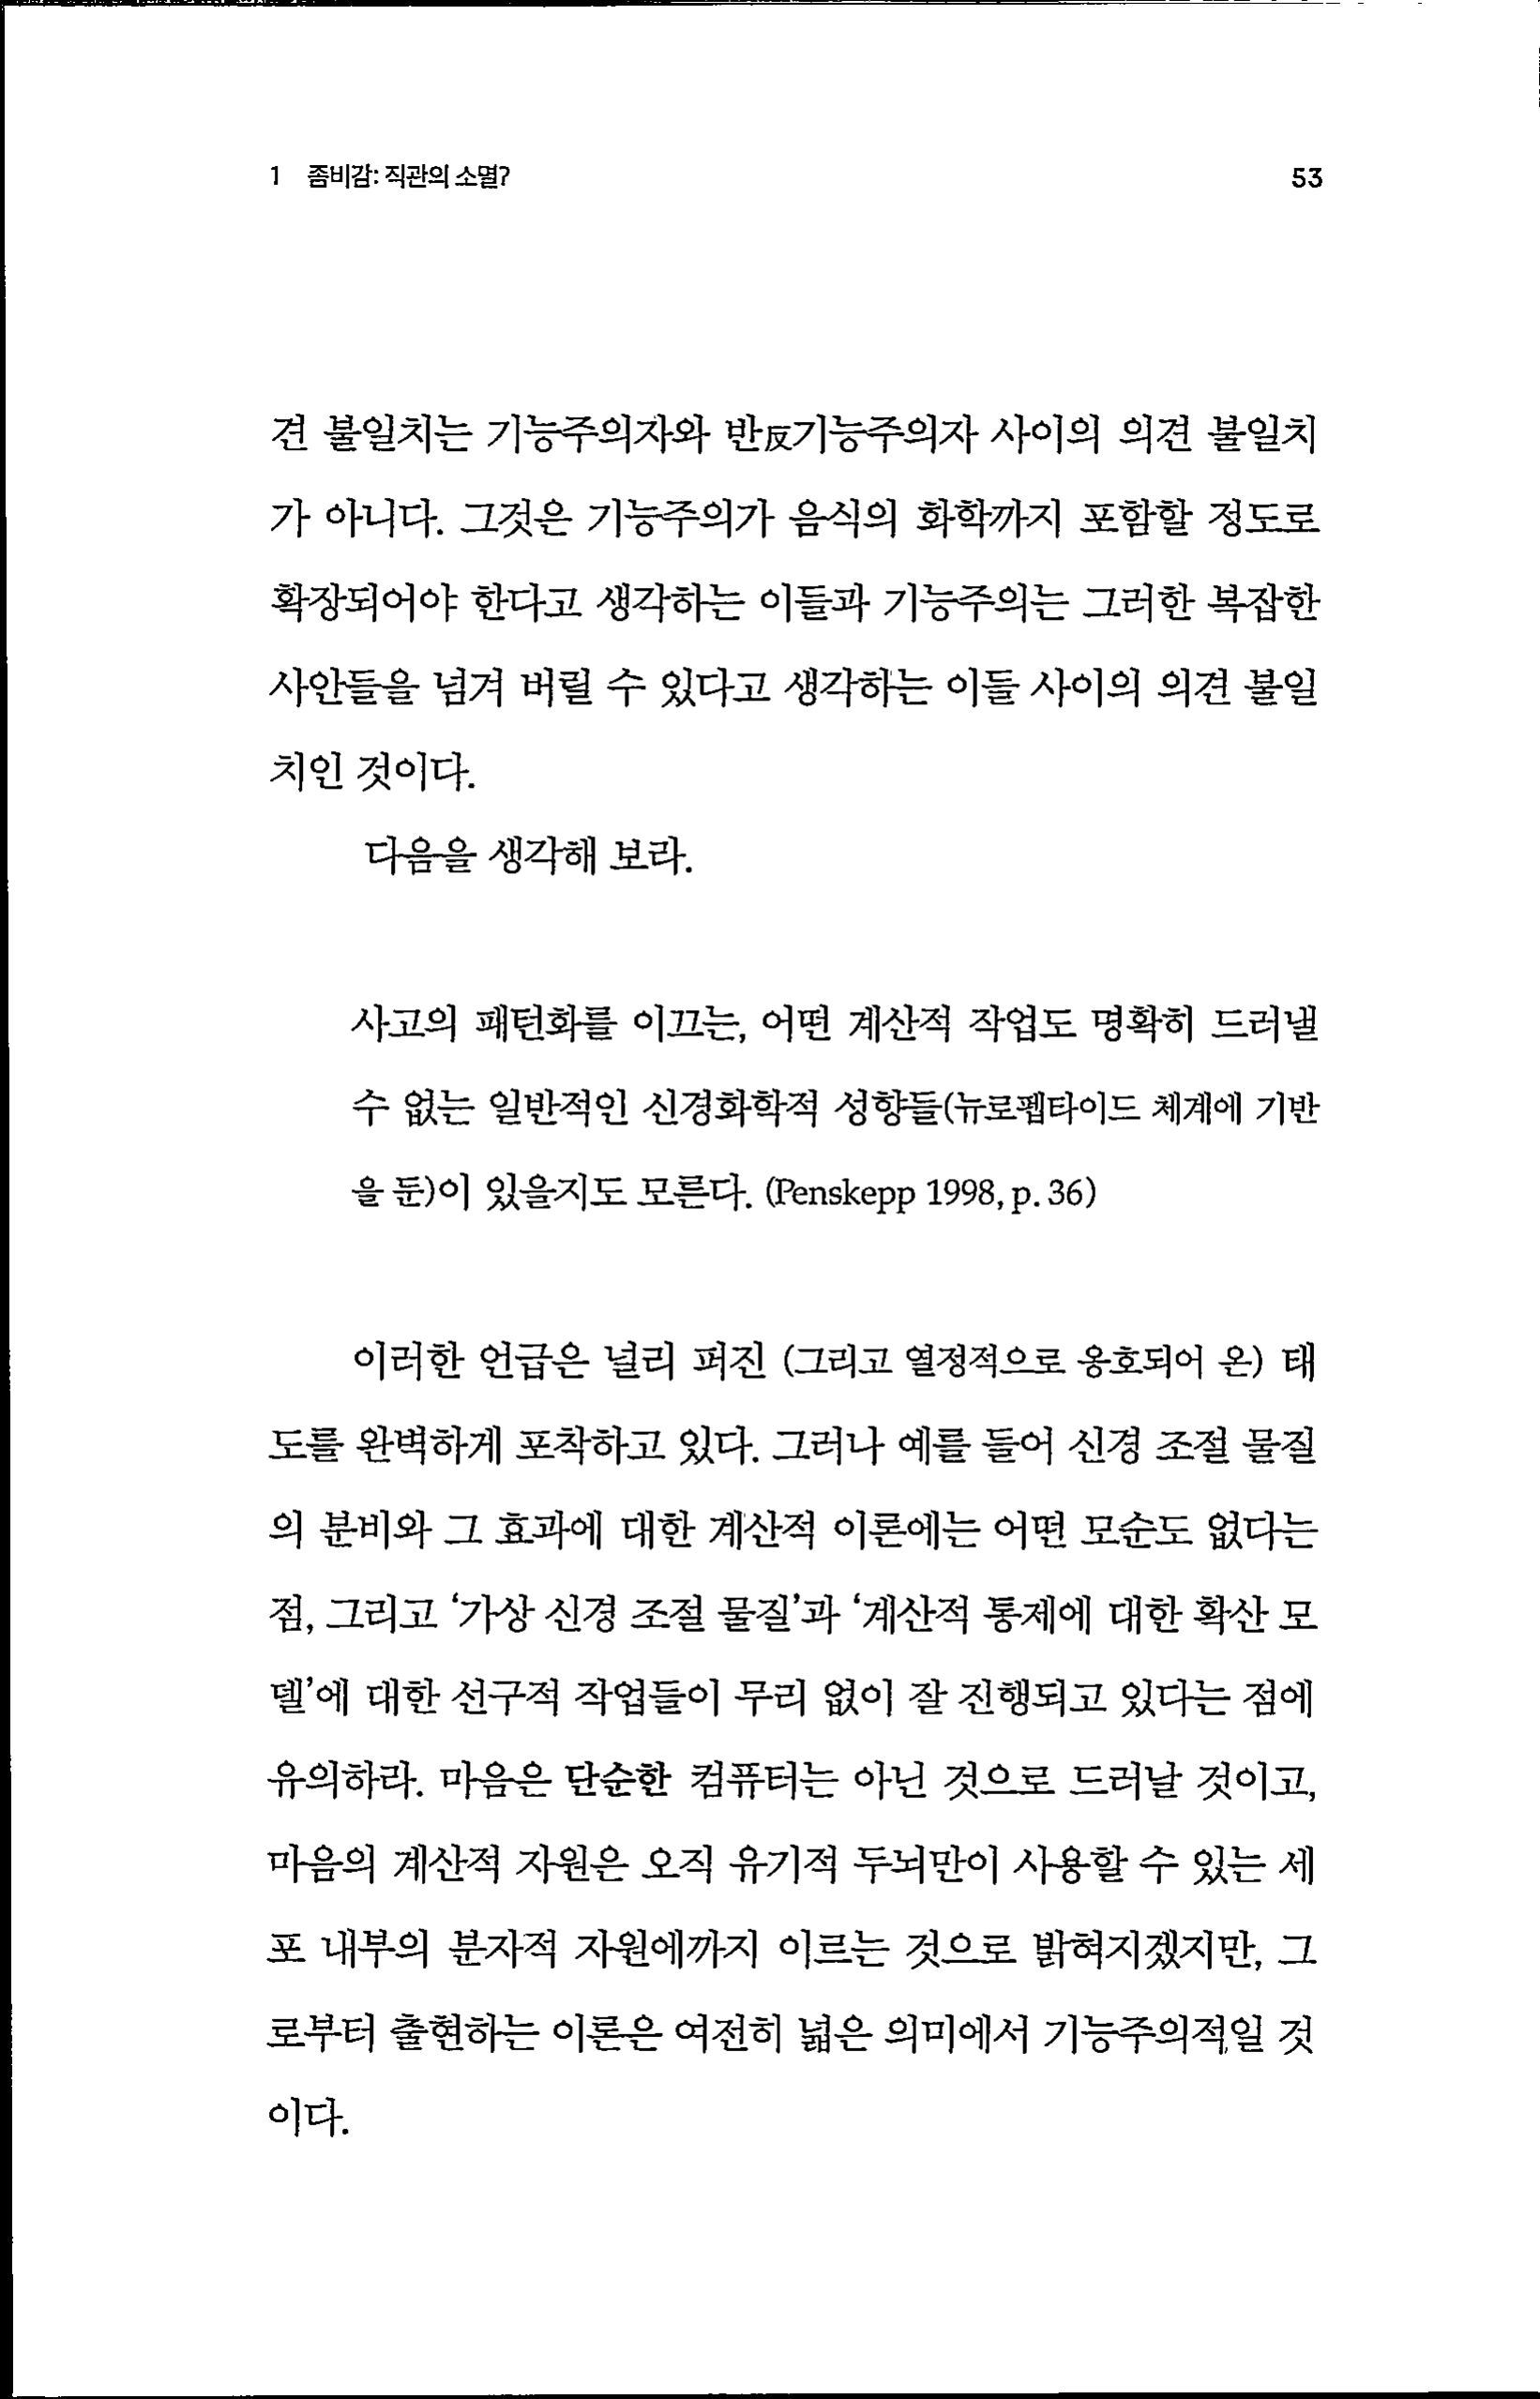 1 좀비감: 직관의 소멸? 53
견 불일치는 기능주의자와 반反기능주의자 사이의 의견 불일치
가 아니다. 그것은 기능주의가 음식의 화학까지 포함할 정도로
확장되어야 한다고 생각하는 이들과 기능주의는 그러한 복잡한
사안들을 넘겨 버릴 수 있다고 생각하는 이들 사이의 의견 불일
치인 것이다.
다음을 생각해 보라.
사고의 패턴화를 이끄는, 어떤 계산적 작업도 명확히 드러낼
수 없는 일반적인 신경화학적 성향들(뉴로펩타이드 체계에 기반
을 둔)이 있을지도 모른다. (Penskepp 1998, p. 36)
이러한 언급은 널리 퍼진 (그리고 열정적으로 옹호되어 온) 태
도를 완벽하게 포착하고 있다. 그러나 예를 들어 신경 조절 물질
의 분비와 그 효과에 대한 계산적 이론에는 어떤 모순도 없다는
점, 그리고 ‘가상 신경 조절 물질’과 ‘계산적 통제에 대한 확산 모
델’에 대한 선구적 작업들이 무리 없이 잘 진행되고 있다는 점에
유의하라. 마음은 단순한 컴퓨터는 아닌 것으로 드러날 것이고,
마음의 계산적 자원은 오직 유기적 두뇌만이 사용할 수 있는 세
포 내부의 분자적 자원에까지 이르는 것으로 밝혀지겠지만, 그
로부터 출현하는 이론은 여전히 넓은 의미에서 기능주의적일 것
이다.